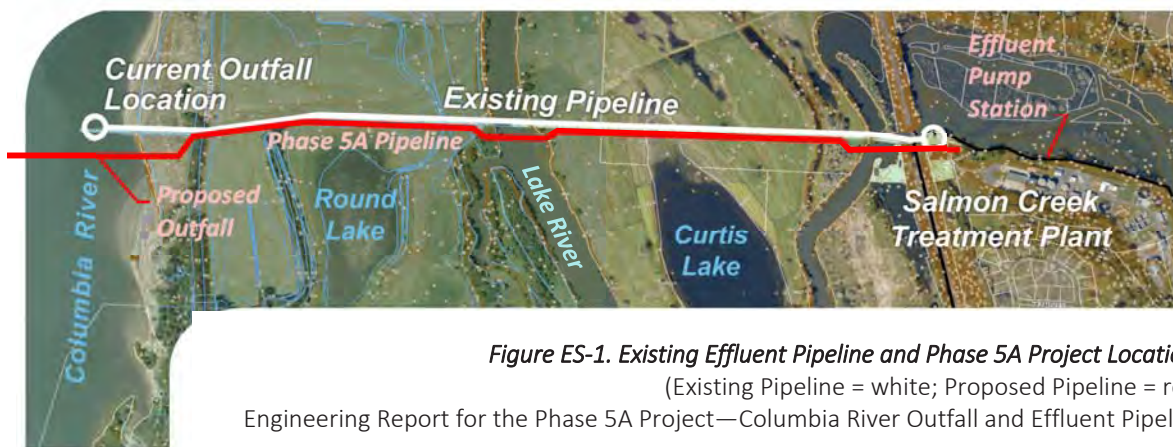 Current Outfall
Location
Existing Pipeline
Effluent
Pump
Station
Phase 5A Pipeline
Proposed
Outfall
Columbia River
Round
Lake
Lake River
Curtis
Lake
Salmon Creek
Treatment Plant
Figure ES-1. Existing Effluent Pipeline and Phase 5A Project Locatio
(Existing Pipeline = white; Proposed Pipeline = r
Engineering Report for the Phase 5A Project—Columbia River Outfall and Effluent Pipel